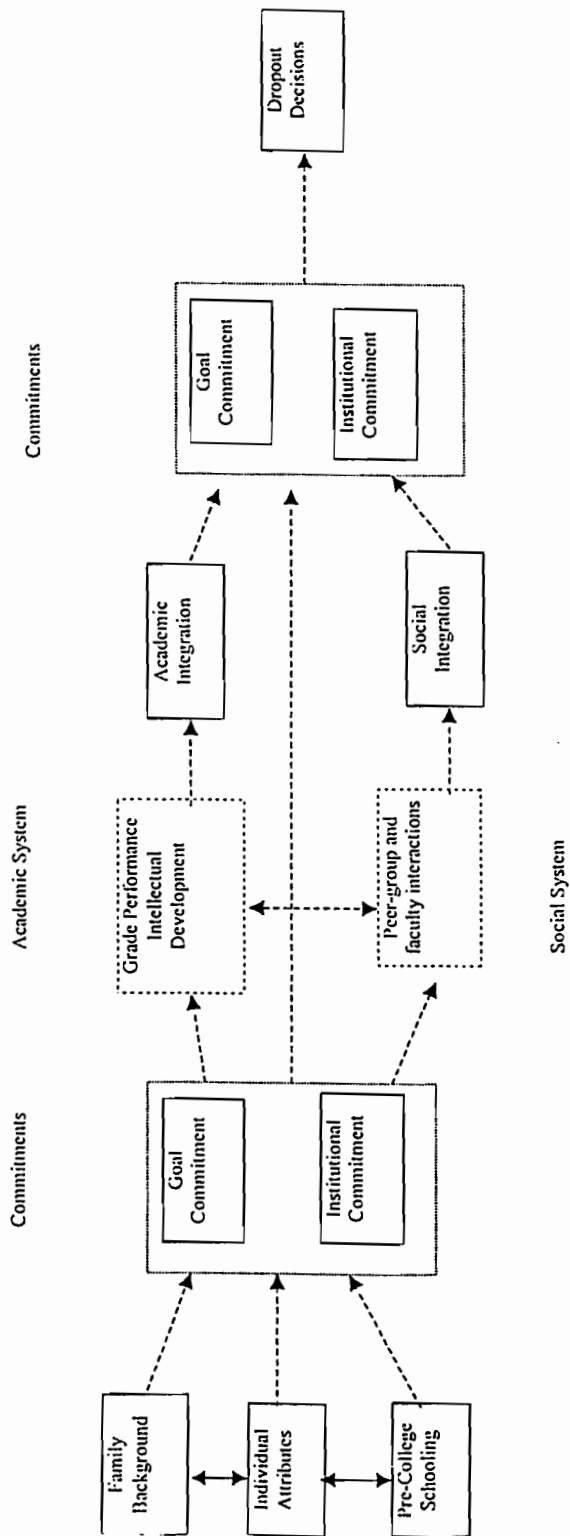 Commitments
Academic System
Commitments
Family
Background
Individual
Attributes
Pre-College
Schooling
Goal
Commitment
Institutional
Commitment
Grade Performance
Intellectual
Development
Peer-group and
faculty interactions
Academic
Integration
Social
Integration
Goal
Commitment
Institutional
Commitment
Dropout
Decisions
Social System